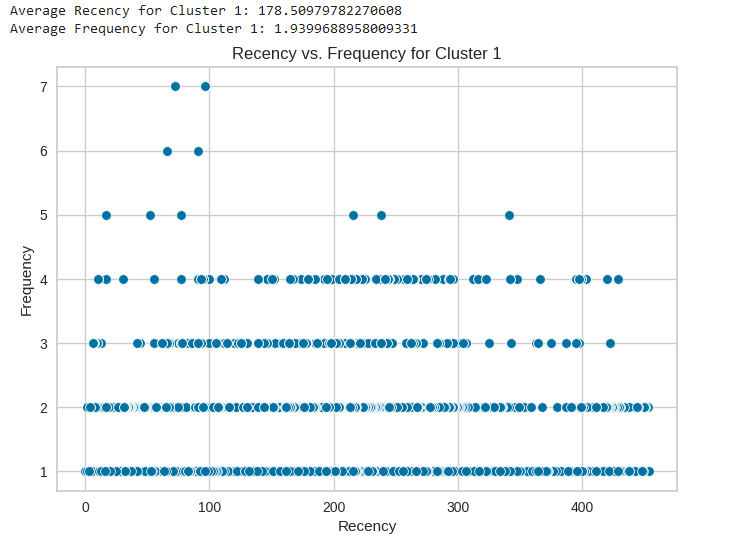 Average Recency for Cluster 1: 178.50979782270608
Average Frequency for Cluster 1: 1.9399688958009331
Recency vs. Frequency for Cluster 1
7
6
5
4
3
2
1
Frequency
0 100 200 300 400
Recency